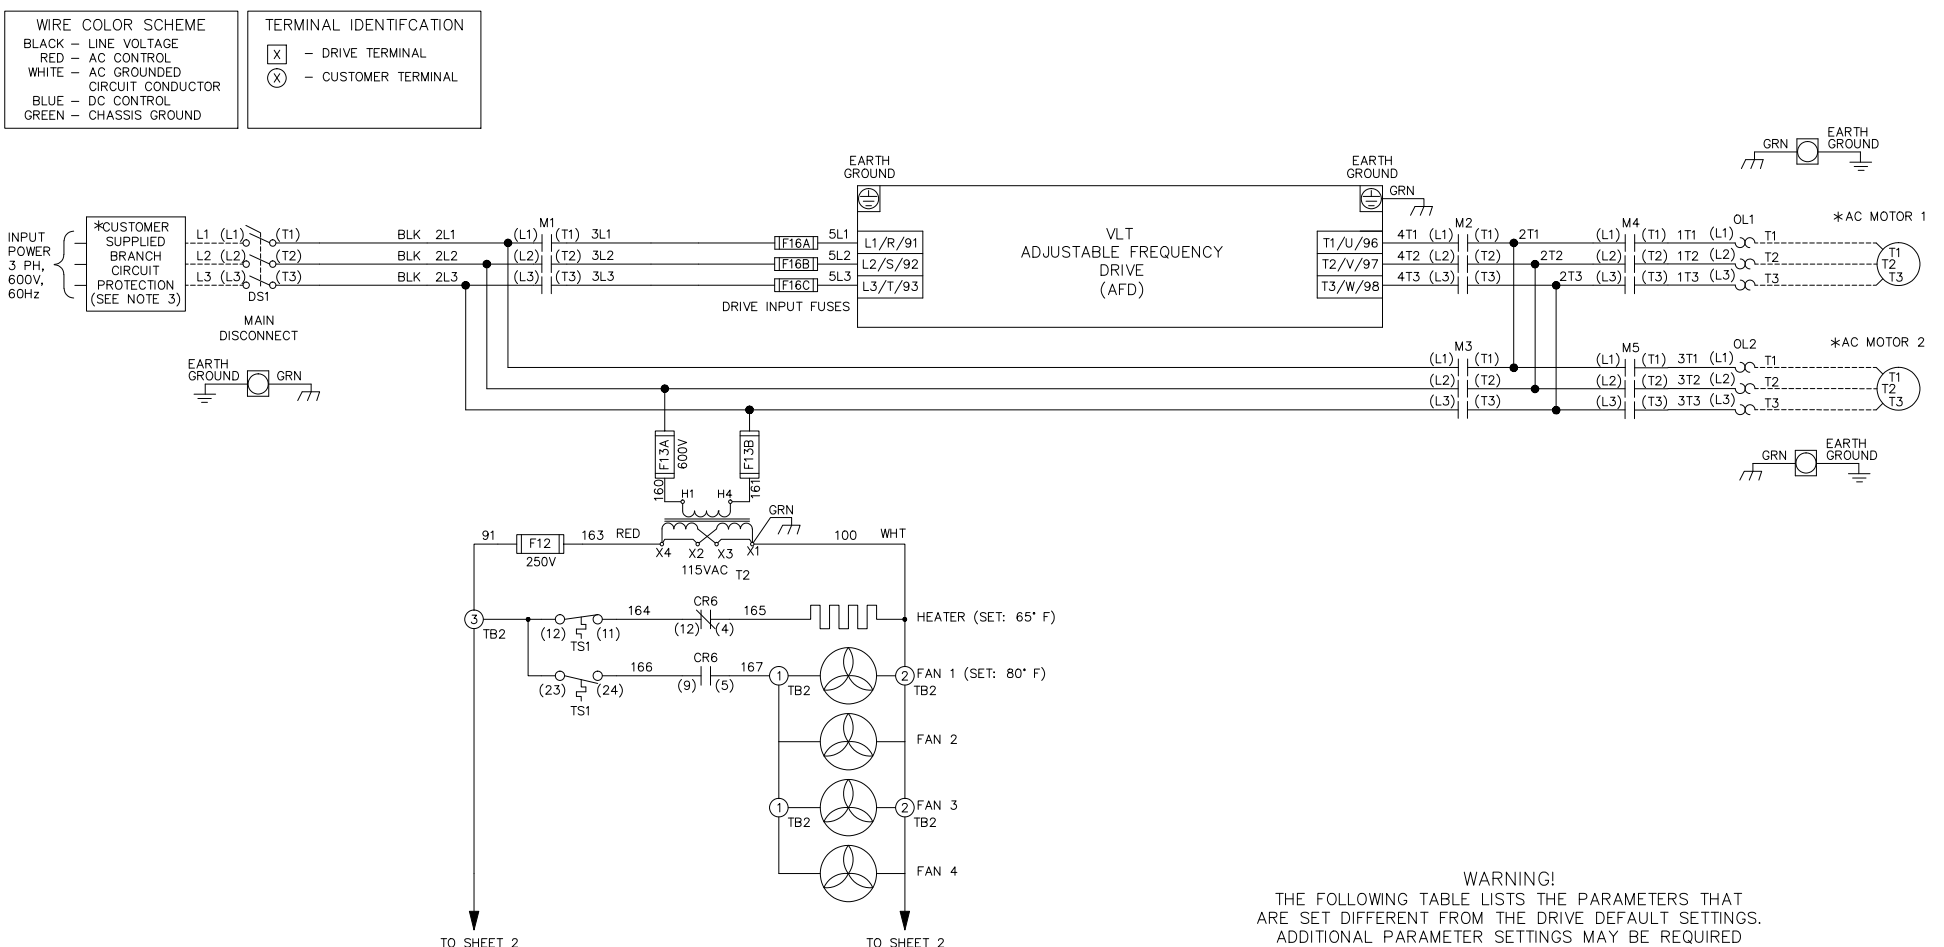 WIRE COLOR SCHEME
BLACK – LINE VOLTAGE
RED – AC CONTROL
WHITE – AC GROUNDED
CIRCUIT CONDUCTOR
BLUE – DC CONTROL
GREEN – CHASSIS GROUND
TERMINAL IDENTIFCATION
X – DRIVE TERMINAL
X – CUSTOMER TERMINAL
INPUT
POWER
3 PH,
600V,
60Hz
*CUSTOMER
SUPPLIED
BRANCH
CIRCUIT
PROTECTION
(SEE NOTE 3)
L1 (L1) (T1) BLK 2L1 (L1) M1 (T1) 3L1 F16A 5L1 L1/R/91
L2 (L2) (T2) BLK 2L2 (L2) (T2) 3L2 F16B 5L2 L2/S/92
L3 (L3) (T3) BLK 2L3 (L3) (T3) 3L3 F16C 5L3 L3/T/93
DS1
MAIN
DISCONNECT
DRIVE INPUT FUSES
EARTH
GROUND GRN
EARTH
GROUND
VLT
ADJUSTABLE FREQUENCY
DRIVE
(AFD)
EARTH
GROUND
GRN
T1/U/96 4T1 (L1) M2 (T1) 2T1 (L1) M4 (T1) 1T1 (L1) OL1 T1
T2/V/97 4T2 (L2) (T2) 2T2 (L2) (T2) 1T2 (L2) T2
T3/W/98 4T3 (L3) (T3) 2T3 (L3) (T3) 1T3 (L3) T3
GRN EARTH
GROUND
*AC MOTOR 1
T1
T2
T3
(L1) M3 (T1) (L1) M5 (T1) 3T1 (L1) OL2 T1
(L2) (T2) (L2) (T2) 3T2 (L2) T2
(L3) (T3) (L3) (T3) 3T3 (L3) T3
*AC MOTOR 2
T1
T2
T3
GRN EARTH
GROUND
F13A 600V F13B
160 H1 H4 161
GRN
91 F12 163 RED X4 X2 X3 X1 100 WHT
250V
115VAC T2
3 TB2 (12) TS1 (11) 164 (12) CR6 (4) 165 HEATER (SET: 65° F)
(23) TS1 (24) 166 (9) CR6 (5) 167 1 TB2 2 TB2 FAN 1 (SET: 80° F)
FAN 2
1 TB2 2 TB2 FAN 3
FAN 4
TO SHEET 2
TO SHEET 2
WARNING!
THE FOLLOWING TABLE LISTS THE PARAMETERS THAT
ARE SET DIFFERENT FROM THE DRIVE DEFAULT SETTINGS.
ADDITIONAL PARAMETER SETTINGS MAY BE REQUIRED